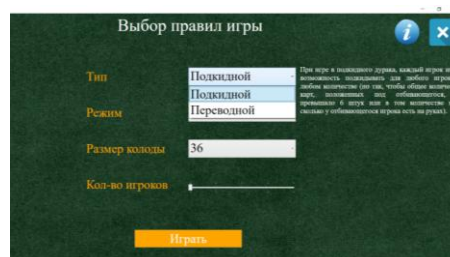 Выбор правил игры
Тип
Подкидной
Подкидной
Переводной
Режим
Размер колоды
36
Кол-во игроков
Играть
При игре в подкидного дурака, каждый игрок
возможность подкидывать для любого
любом количестве (но так, чтобы общее
карт, положенных под отбивающегося,
превышало 6 штук или в том количестве
сколько у отбивающегося игрока есть на руках).